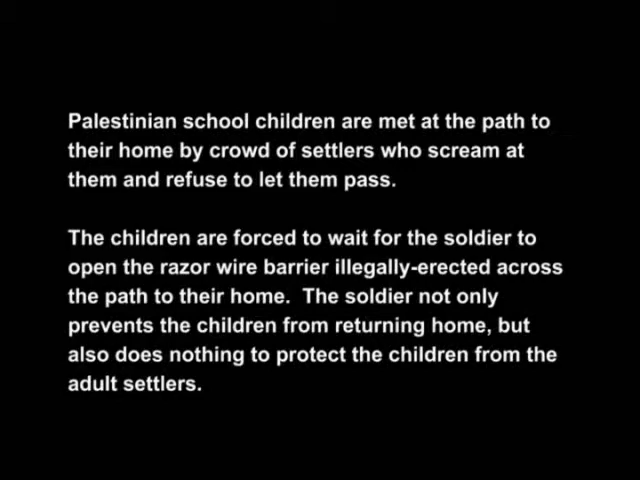 Palestinian school children are met at the path to
their home by crowd of settlers who scream at
them and refuse to let them pass.
The children are forced to wait for the soldier to
open the razor wire barrier illegally-erected across
the path to their home.  The soldier not only
prevents the children from returning home, but
also does nothing to protect the children from the
adult settlers.